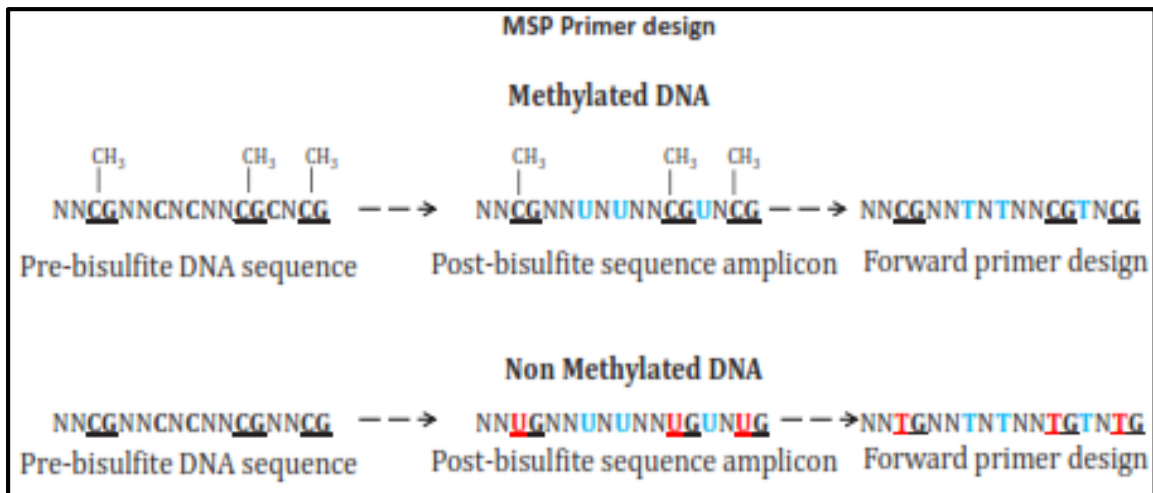 MSP Primer design
Methylated DNA
CH₃ CH₃ CH₃ CH₃ CH₃ CH₃
NNCGNNCNCNNCGCNCG NNCGNNUNUNNCGUNCG NNCGNNTNTNNCGTNCG
Pre-bisulfite DNA sequence Post-bisulfite sequence amplicon Forward primer design
Non Methylated DNA
NNCGNNCNCNNCGNNCG NNUGNNUNUNNUGUNUG NNTGNNTNTNNTGTNTG
Pre-bisulfite DNA sequence Post-bisulfite sequence amplicon Forward primer design